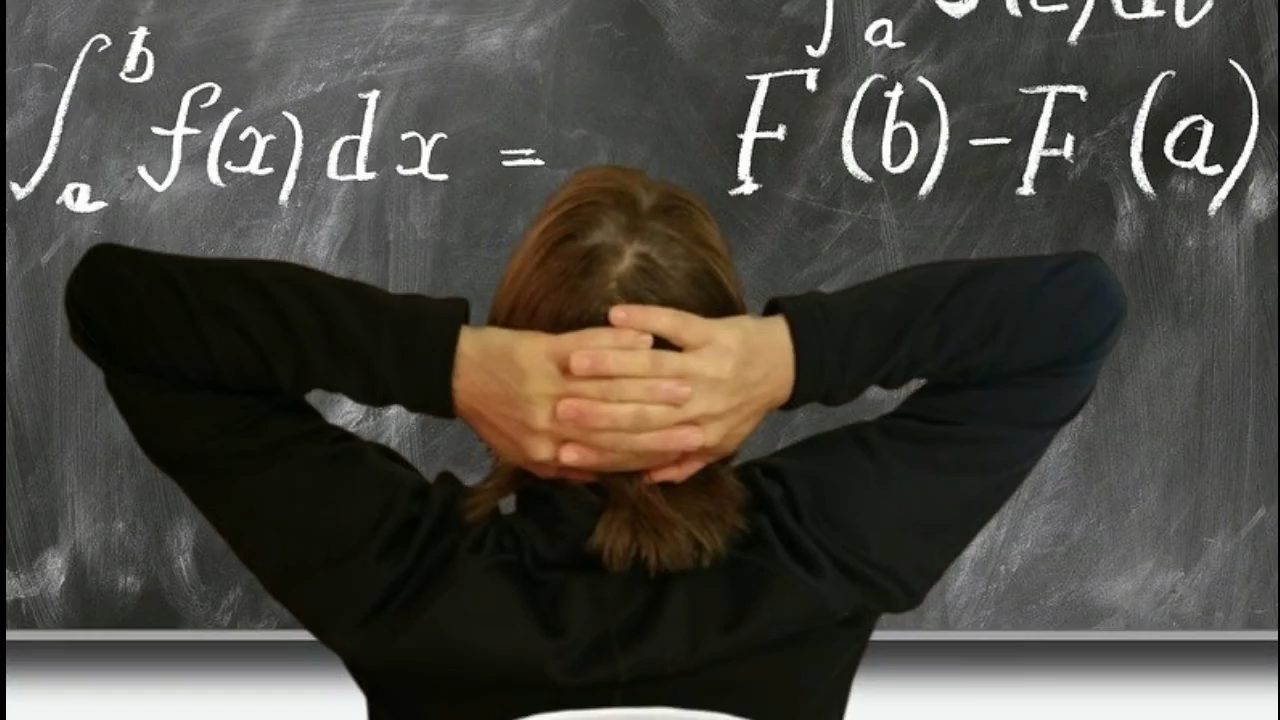 ∫ₐᵇ f(x) dx = F (b) – F (a)